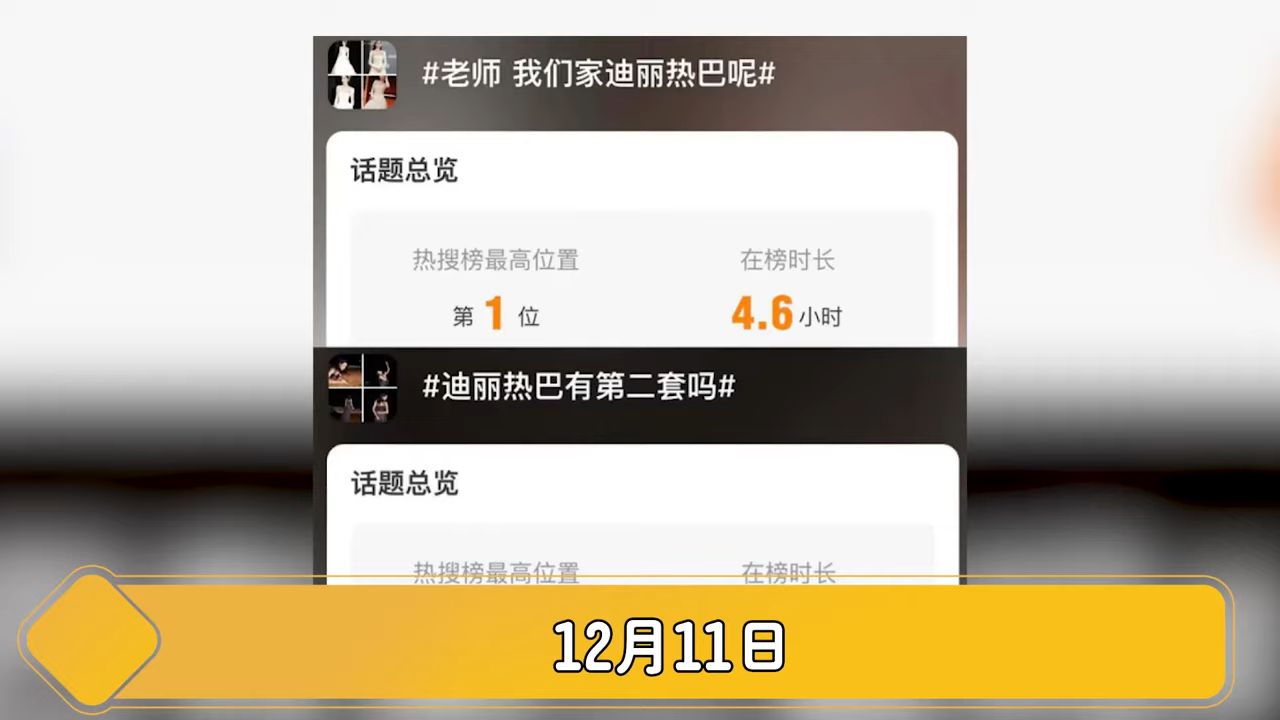 #老师 我们家迪丽热巴呢#
话题总览
热搜榜最高位置 在榜时长
第 1 位 4.6 小时
#迪丽热巴有第二套吗#
话题总览
热搜榜最高位置 在榜时长
12月11日